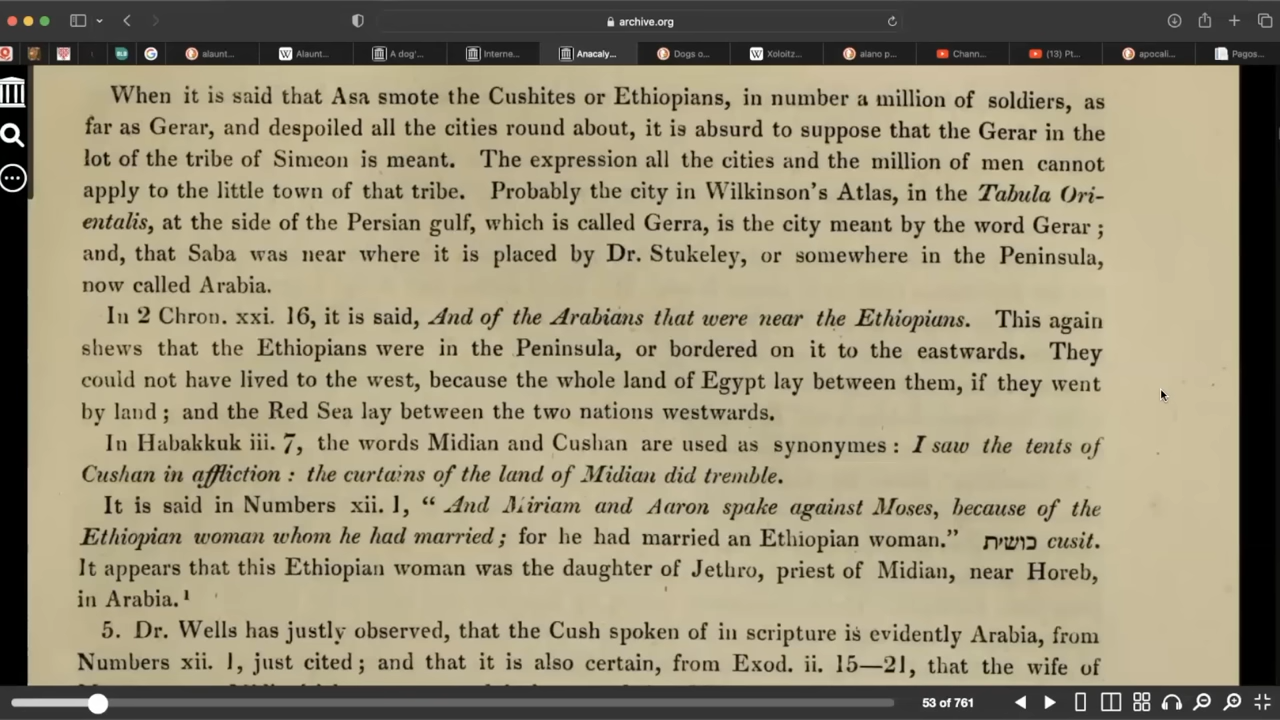 archive.org
alaunt...
Alaunt...
A dog'...
Interne...
Anacaly...
Dogs o...
Xoloitz...
alano p...
Chann...
(13) Pt...
apocali...
Pagos...
When it is said that Asa smote the Cushites or Ethiopians, in number a million of soldiers, as
far as Gerar, and despoiled all the cities round about, it is absurd to suppose that the Gerar in the
lot of the tribe of Simeon is meant. The expression all the cities and the million of men cannot
apply to the little town of that tribe. Probably the city in Wilkinson's Atlas, in the Tabula Ori-
entalis, at the side of the Persian gulf, which is called Gerra, is the city meant by the word Gerar ;
and, that Saba was near where it is placed by Dr. Stukeley, or somewhere in the Peninsula,
now called Arabia.
In 2 Chron. xxi. 16, it is said, And of the Arabians that were near the Ethiopians. This again
shews that the Ethiopians were in the Peninsula, or bordered on it to the eastwards. They
could not have lived to the west, because the whole land of Egypt lay between them, if they went
by land ; and the Red Sea lay between the two nations westwards.
In Habakkuk iii. 7, the words Midian and Cushan are used as synonymes : I saw the tents of
Cushan in affliction : the curtains of the land of Midian did tremble.
It is said in Numbers xii. 1, “ And Miriam and Aaron spake against Moses, because of the
Ethiopian woman whom he had married ; for he had married an Ethiopian woman.” כושית cusit.
It appears that this Ethiopian woman was the daughter of Jethro, priest of Midian, near Horeb,
in Arabia.¹
5. Dr. Wells has justly observed, that the Cush spoken of in scripture is evidently Arabia, from
Numbers xii. 1, just cited ; and that it is also certain, from Exod. ii. 15—21, that the wife of
53 of 761